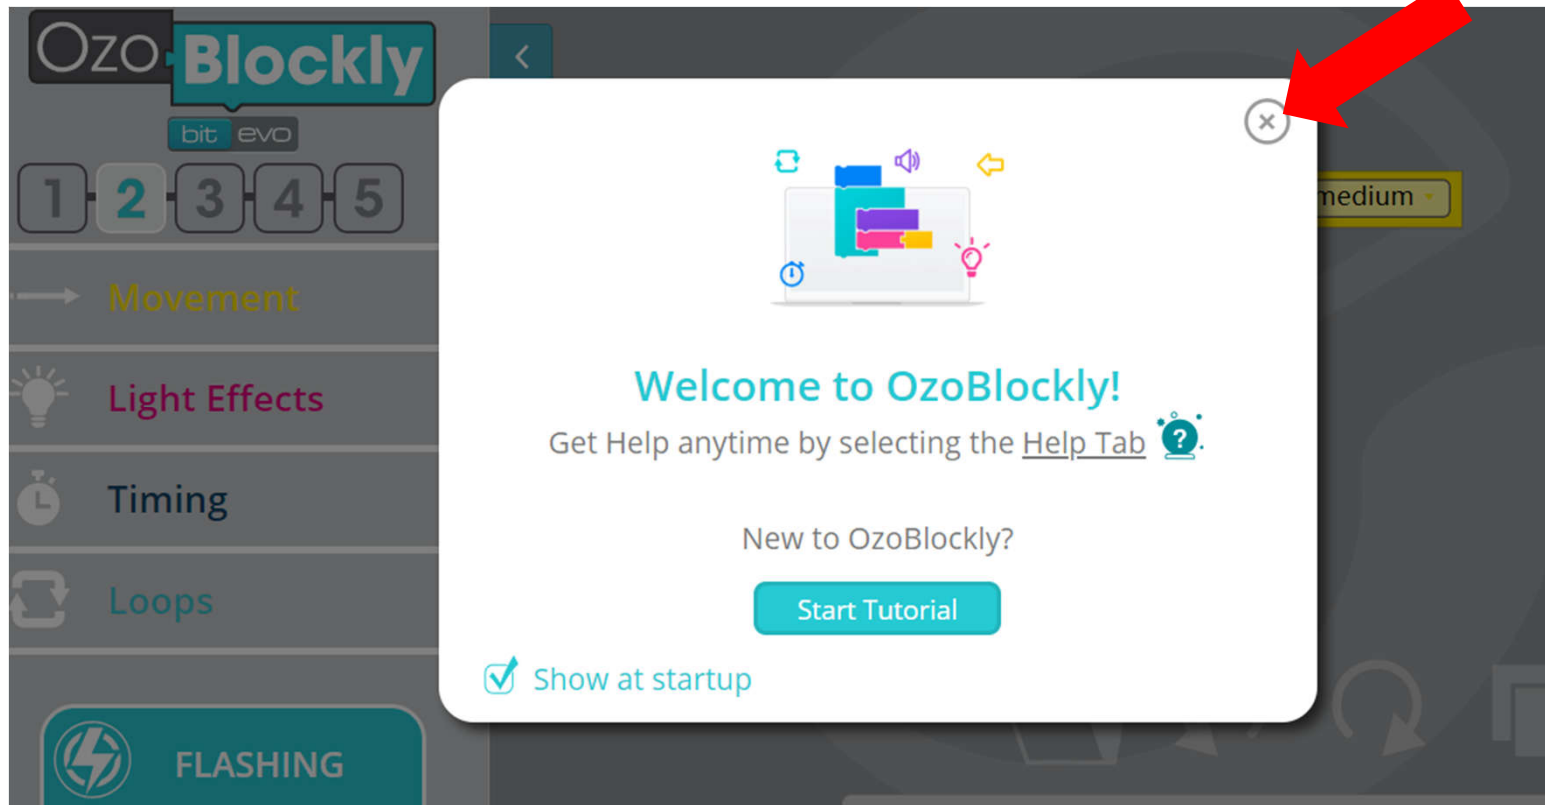 Ozo Blockly
bit evo
1 2 3 4 5
Movement
Light Effects
Timing
Loops
FLASHING
medium
Welcome to OzoBlockly!
Get Help anytime by selecting the Help Tab ?
New to OzoBlockly?
Start Tutorial
Show at startup